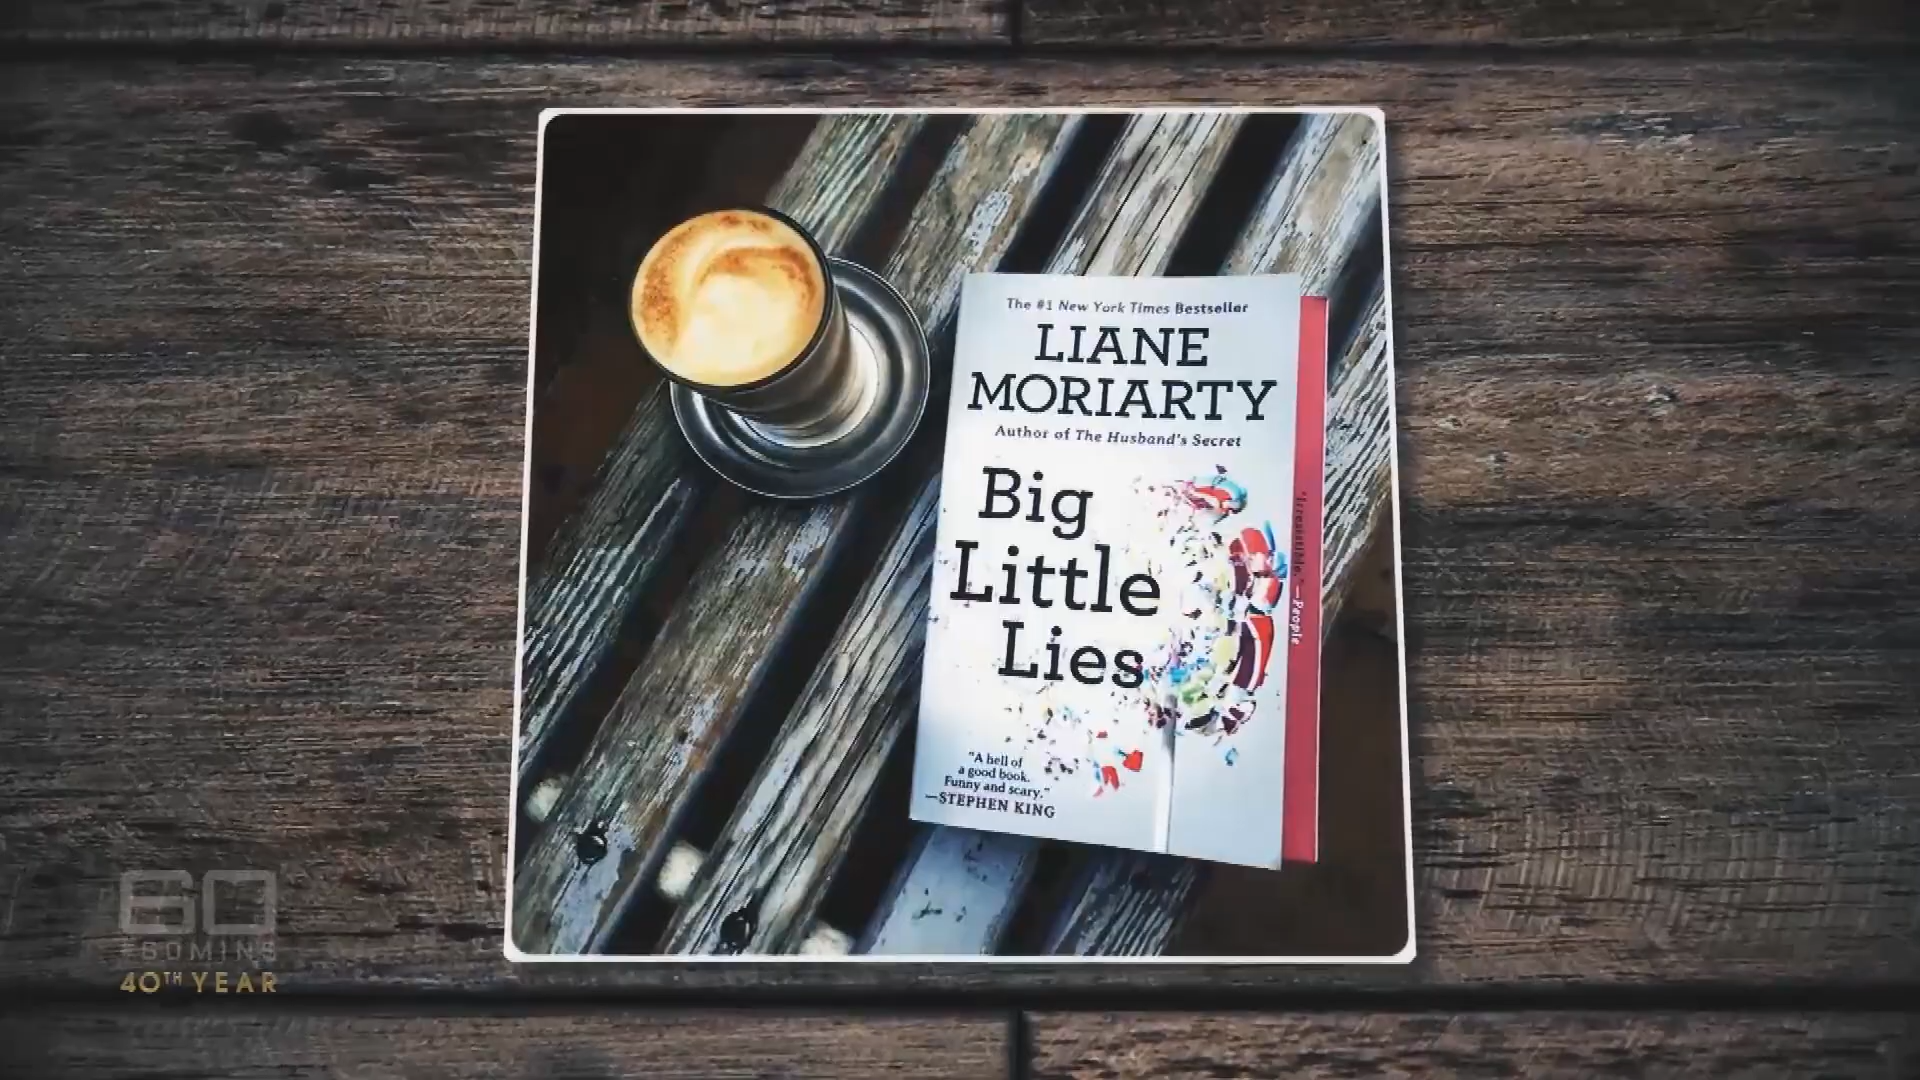 The #1 New York Times Bestseller
LIANE
MORIARTY
Author of The Husband's Secret
Big
Little
Lies
"A hell of
a good book.
Funny and scary."
—STEPHEN KING
"Irresistible." —People
60
#60MINS
40TH YEAR